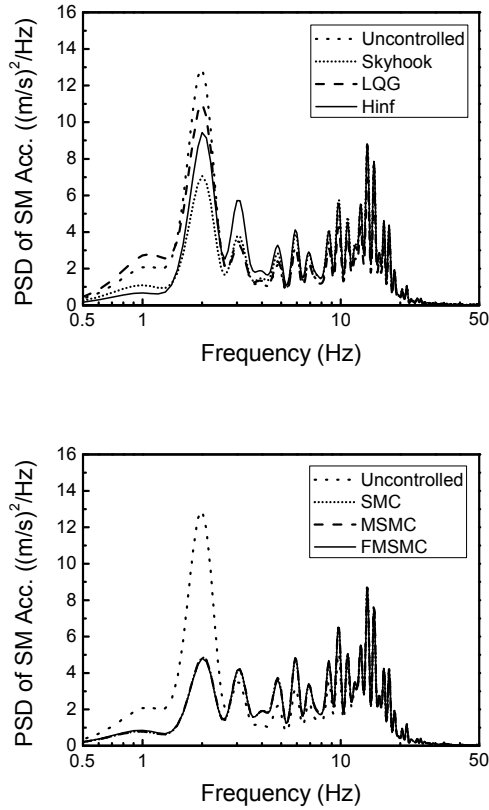 16
14
12
10
8
6
4
2
0
PSD of SM Acc. ((m/s)²/Hz)
Uncontrolled
Skyhook
LQG
Hinf
0.5 1 10 50
Frequency (Hz)
16
14
12
10
8
6
4
2
0
PSD of SM Acc. ((m/s)²/Hz)
Uncontrolled
SMC
MSMC
FMSMC
0.5 1 10 50
Frequency (Hz)